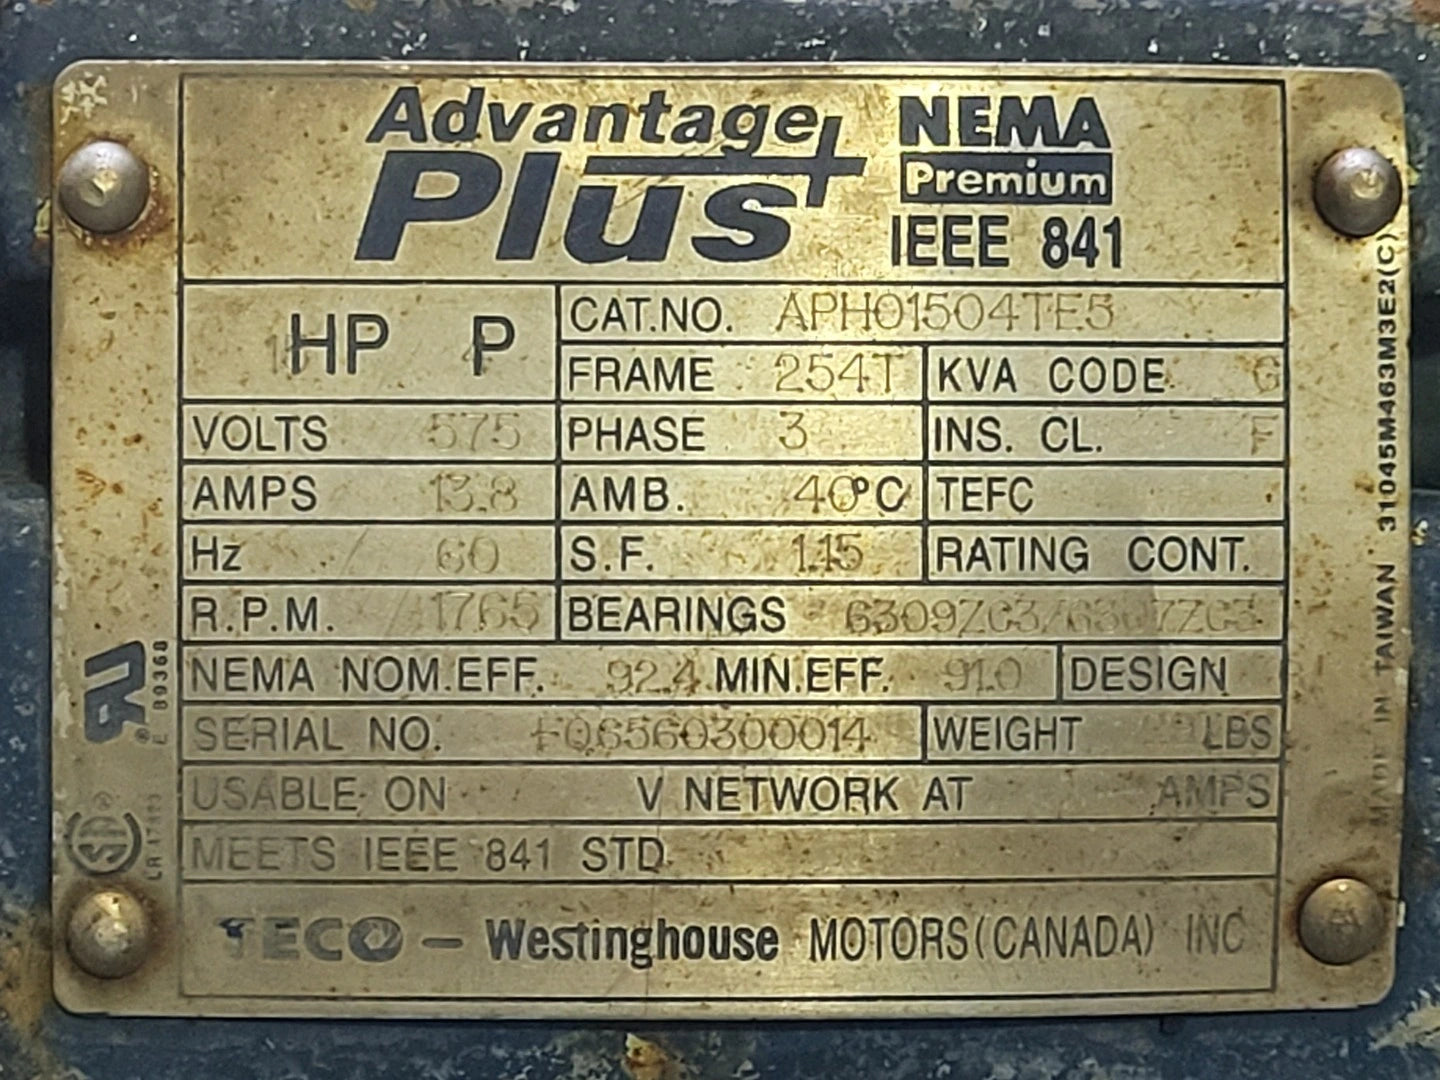 Advantage
Plus+
NEMA
Premium
IEEE 841
HP P
CAT.NO. APH01504TE5
FRAME 254T KVA CODE G
VOLTS 575 PHASE 3 INS. CL. F
AMPS 13.8 AMB. 40°C TEFC
Hz 60 S.F. 1.15 RATING CONT.
R.P.M. 1765 BEARINGS 6309ZC3/6307ZC3
NEMA NOM.EFF. 92.4 MIN.EFF. 91.0 DESIGN
SERIAL NO. WEIGHT LBS
USABLE ON V NETWORK AT AMPS
MEETS IEEE 841 STD.
TECO - Westinghouse MOTORS(CANADA) INC
E 89368
MADE IN TAIWAN 31045M463M3E2(C)